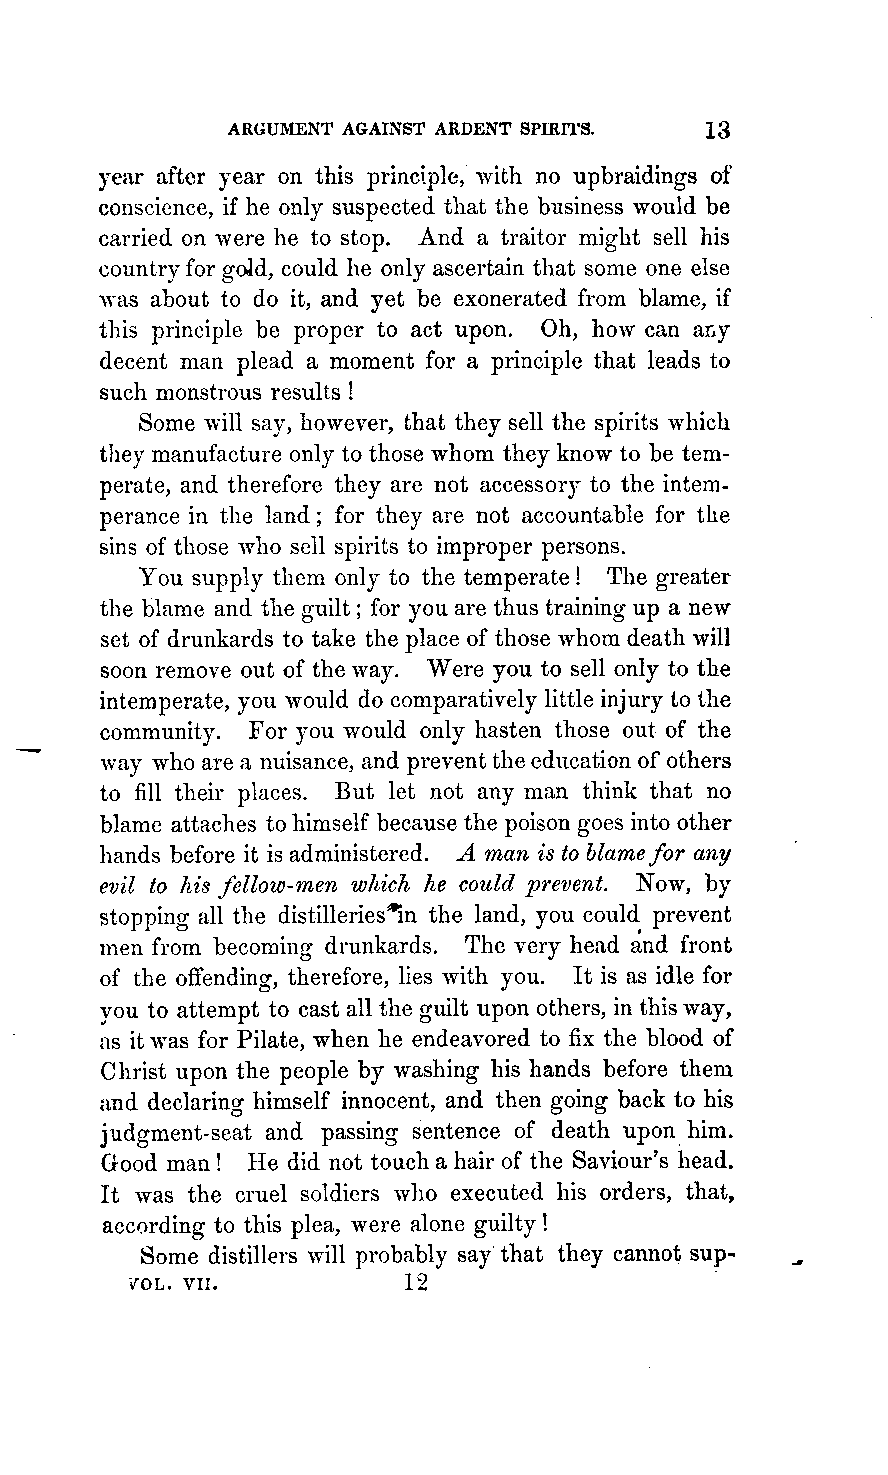 ARGUMENT AGAINST ARDENT SPIRITS. 13
year after year on this principle, with no upbraidings of
conscience, if he only suspected that the business would be
carried on were he to stop. And a traitor might sell his
country for gold, could he only ascertain that some one else
was about to do it, and yet be exonerated from blame, if
this principle be proper to act upon. Oh, how can any
decent man plead a moment for a principle that leads to
such monstrous results!
Some will say, however, that they sell the spirits which
they manufacture only to those whom they know to be tem-
perate, and therefore they are not accessory to the intem-
perance in the land; for they are not accountable for the
sins of those who sell spirits to improper persons.
You supply them only to the temperate! The greater
the blame and the guilt; for you are thus training up a new
set of drunkards to take the place of those whom death will
soon remove out of the way. Were you to sell only to the
intemperate, you would do comparatively little injury to the
community. For you would only hasten those out of the
way who are a nuisance, and prevent the education of others
to fill their places. But let not any man think that no
blame attaches to himself because the poison goes into other
hands before it is administered. A man is to blame for any
evil to his fellow-men which he could prevent. Now, by
stopping all the distilleries in the land, you could prevent
men from becoming drunkards. The very head and front
of the offending, therefore, lies with you. It is as idle for
you to attempt to cast all the guilt upon others, in this way,
as it was for Pilate, when he endeavored to fix the blood of
Christ upon the people by washing his hands before them
and declaring himself innocent, and then going back to his
judgment-seat and passing sentence of death upon him.
Good man! He did not touch a hair of the Saviour's head.
It was the cruel soldiers who executed his orders, that,
according to this plea, were alone guilty!
Some distillers will probably say that they cannot sup-
VOL. VII. 12